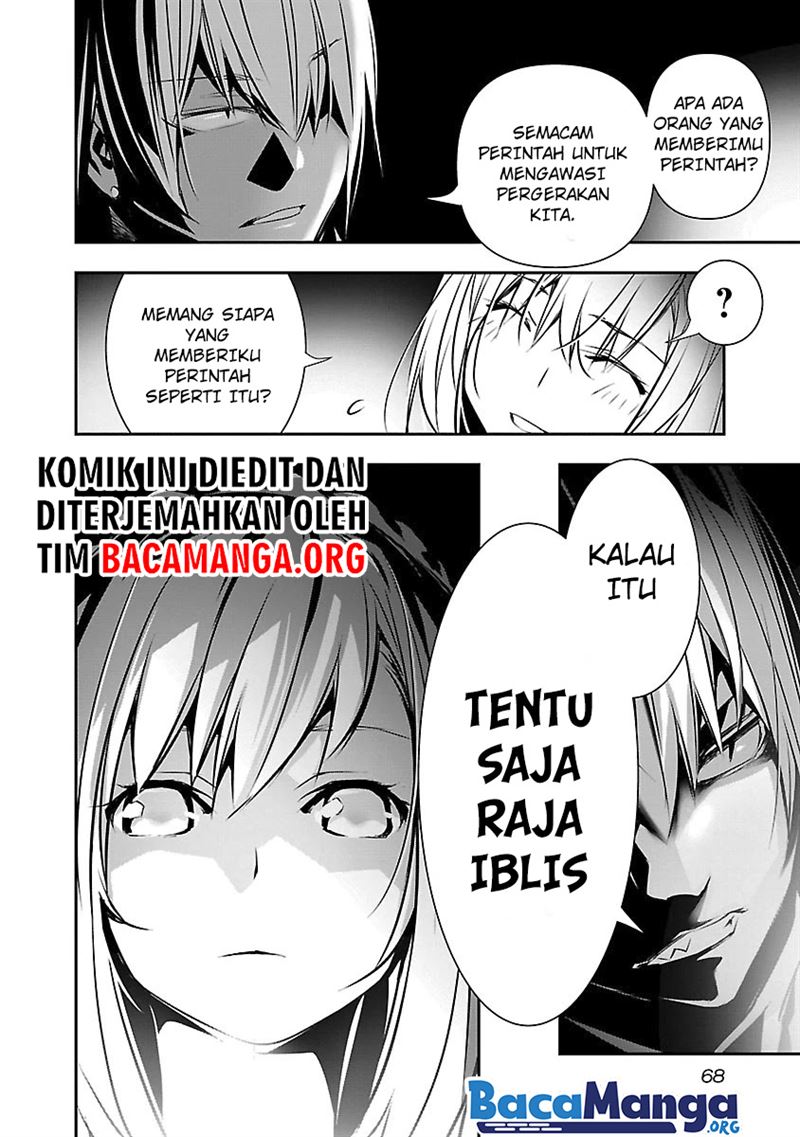 APA ADA
ORANG YANG
MEMBERIMU
PERINTAH?
SEMACAM
PERINTAH UNTUK
MENGAWASI
PERGERAKAN
KITA.
?
MEMANG SIAPA
YANG
MEMBERIKU
PERINTAH
SEPERTI ITU?
KOMIK INI DIEDIT DAN
DITERJEMAHKAN OLEH
TIM BACAMANGA.ORG
KALAU
ITU
TENTU
SAJA
RAJA
IBLIS
68
BacaManga
.ORG